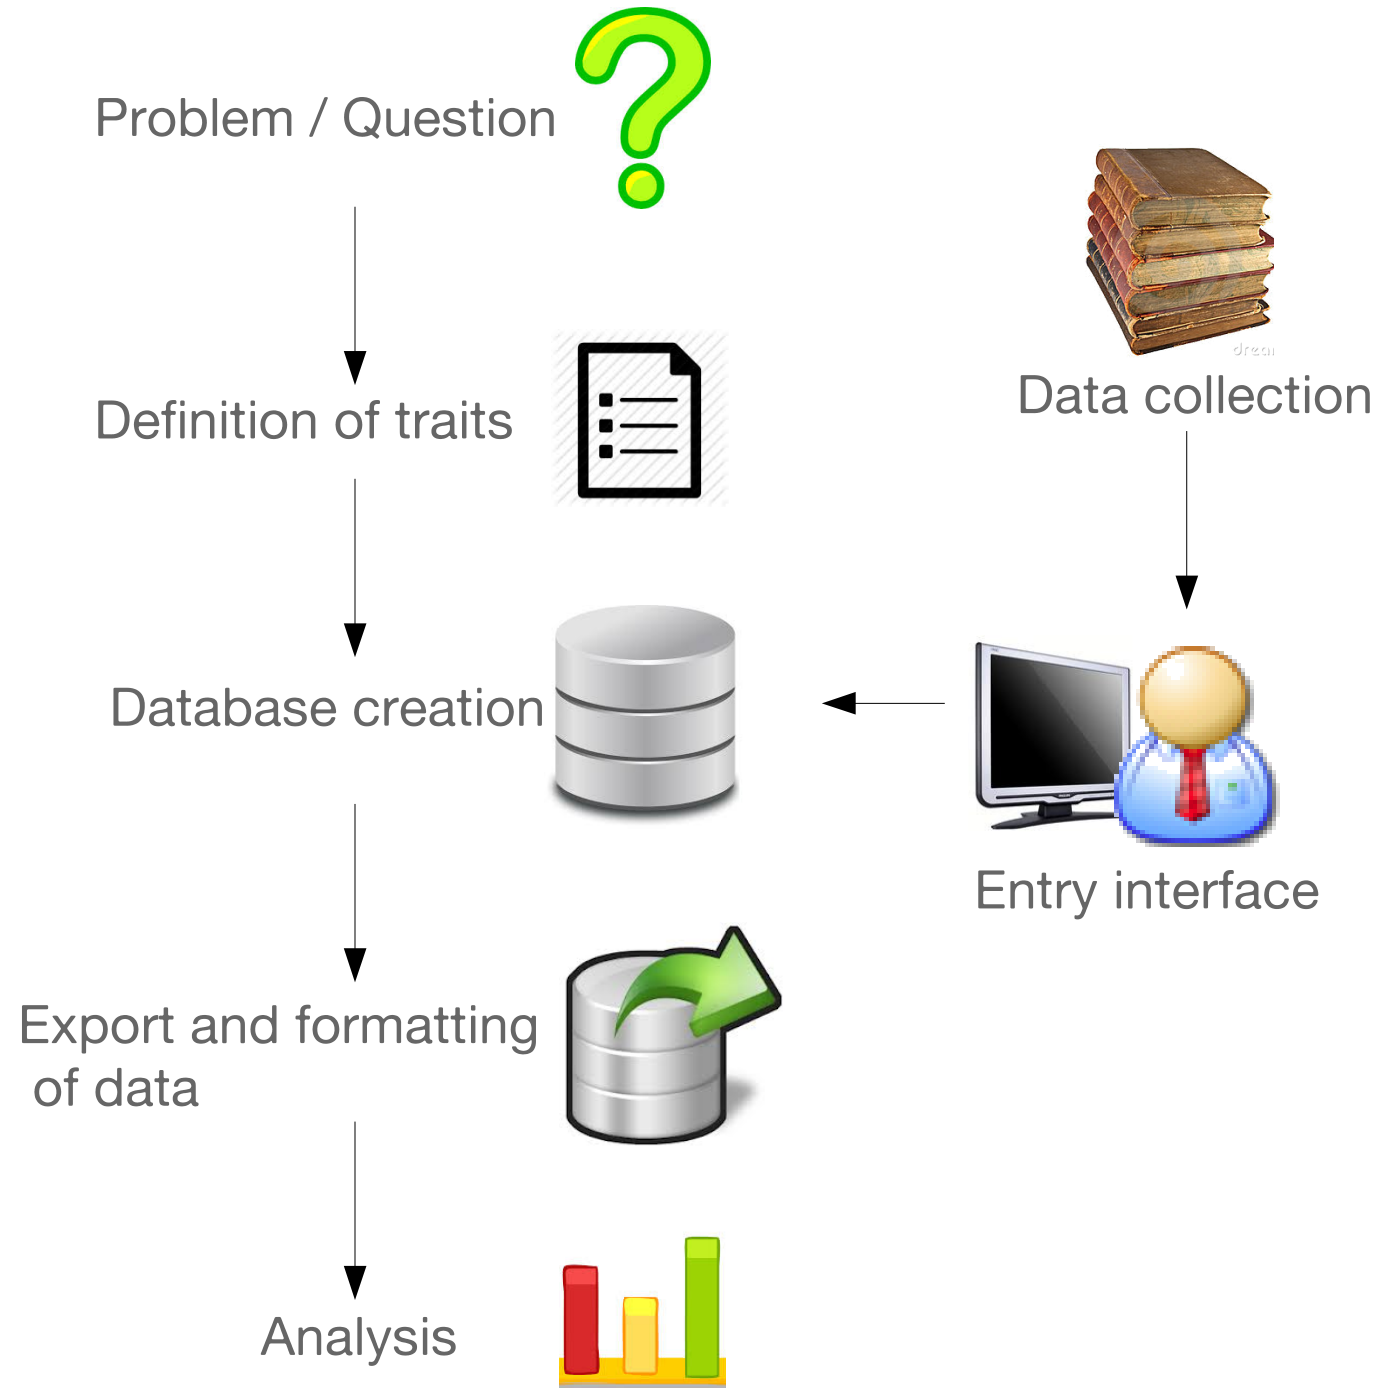 Problem / Question
Data collection
Definition of traits
Database creation
Entry interface
Export and formatting
of data
Analysis